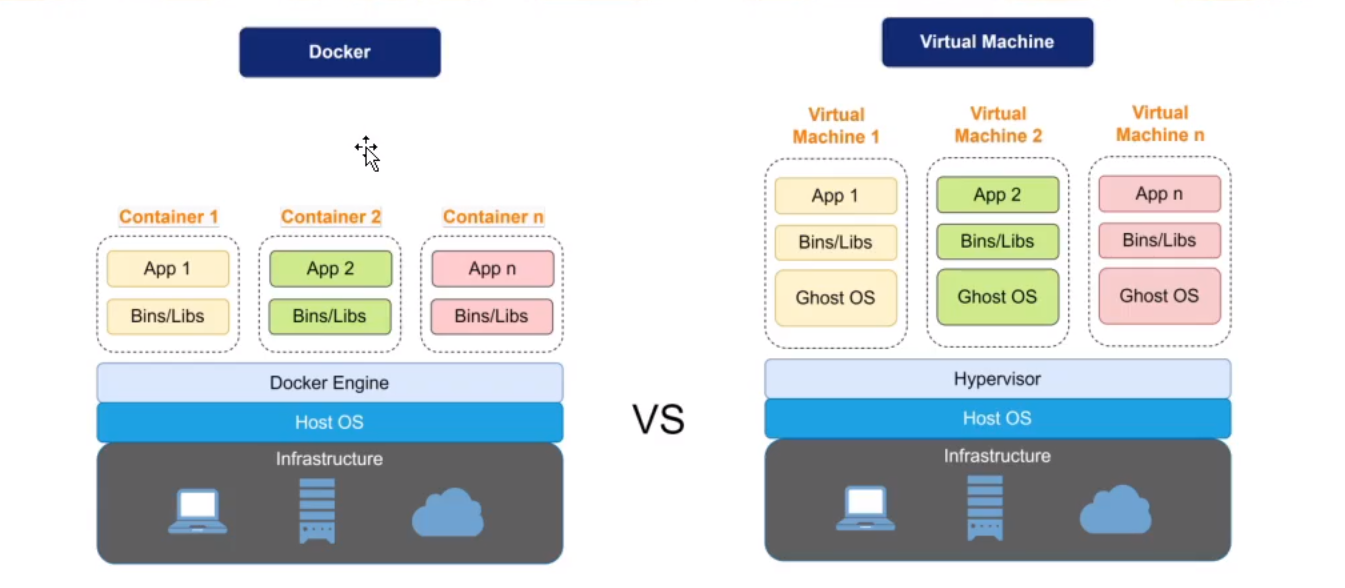 Docker
Container 1
Container 2
Container n
App 1
App 2
App n
Bins/Libs
Bins/Libs
Bins/Libs
Docker Engine
Host OS
Infrastructure
VS
Virtual Machine
Virtual
Machine 1
Virtual
Machine 2
Virtual
Machine n
App 1
App 2
App n
Bins/Libs
Bins/Libs
Bins/Libs
Ghost OS
Ghost OS
Ghost OS
Hypervisor
Host OS
Infrastructure